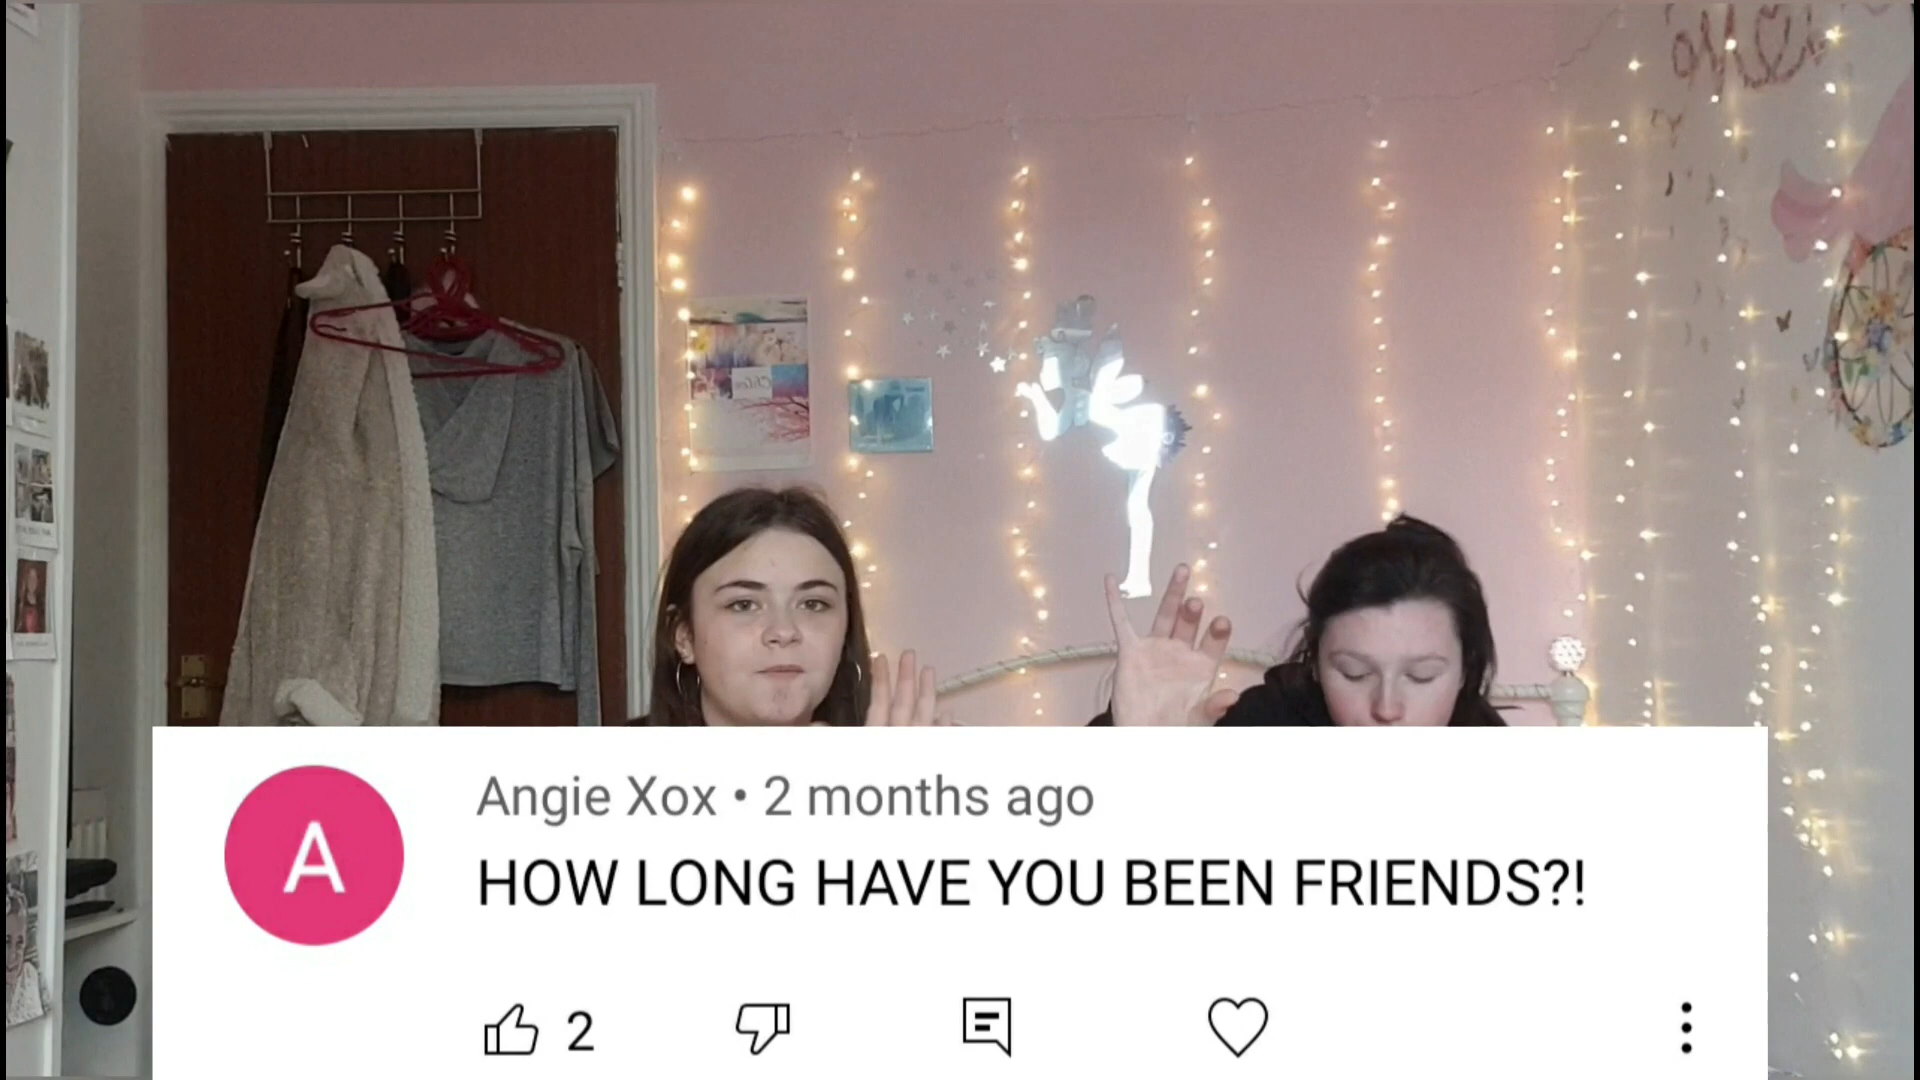 A
Angie Xox • 2 months ago
HOW LONG HAVE YOU BEEN FRIENDS?!
2